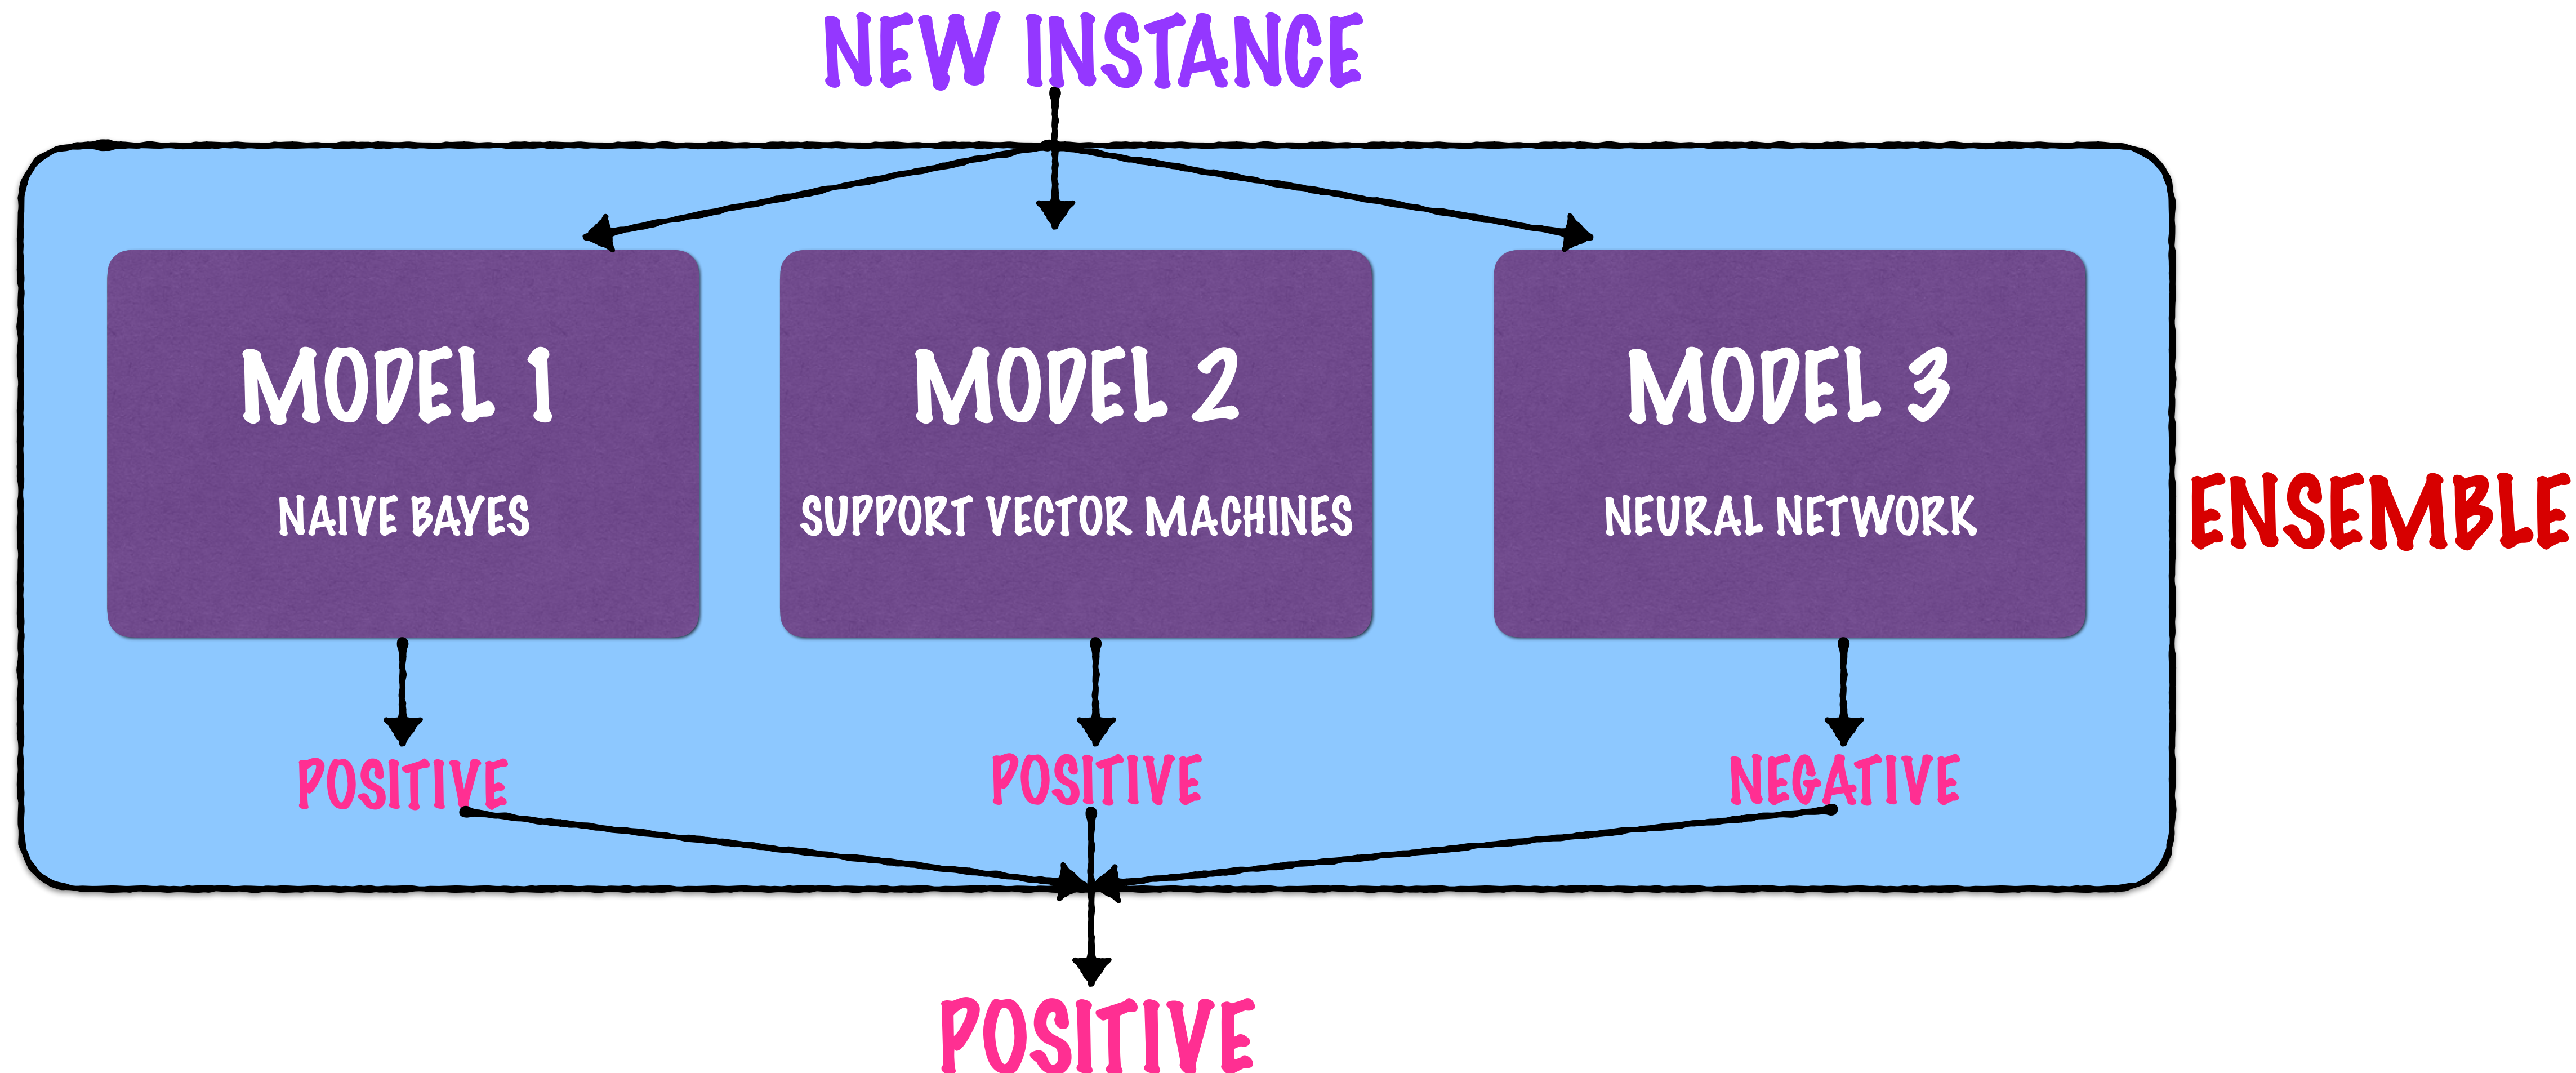 NEW INSTANCE
MODEL 1
NAIVE BAYES
MODEL 2
SUPPORT VECTOR MACHINES
MODEL 3
NEURAL NETWORK
ENSEMBLE
POSITIVE
POSITIVE
NEGATIVE
POSITIVE